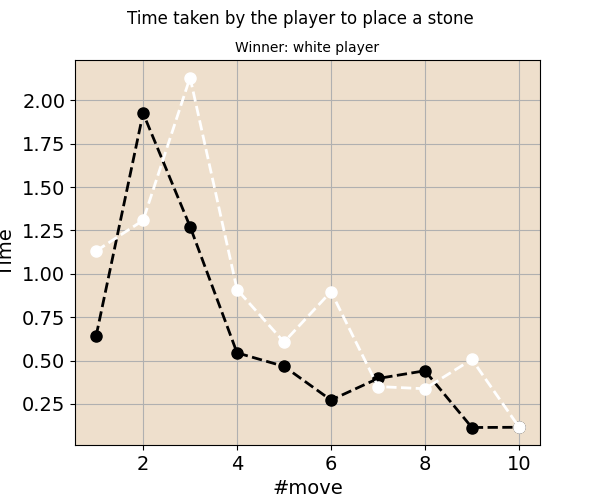 Time taken by the player to place a stone
Winner: white player
2.00
1.75
1.50
1.25
1.00
0.75
0.50
0.25
Time
2 4 6 8 10
#move